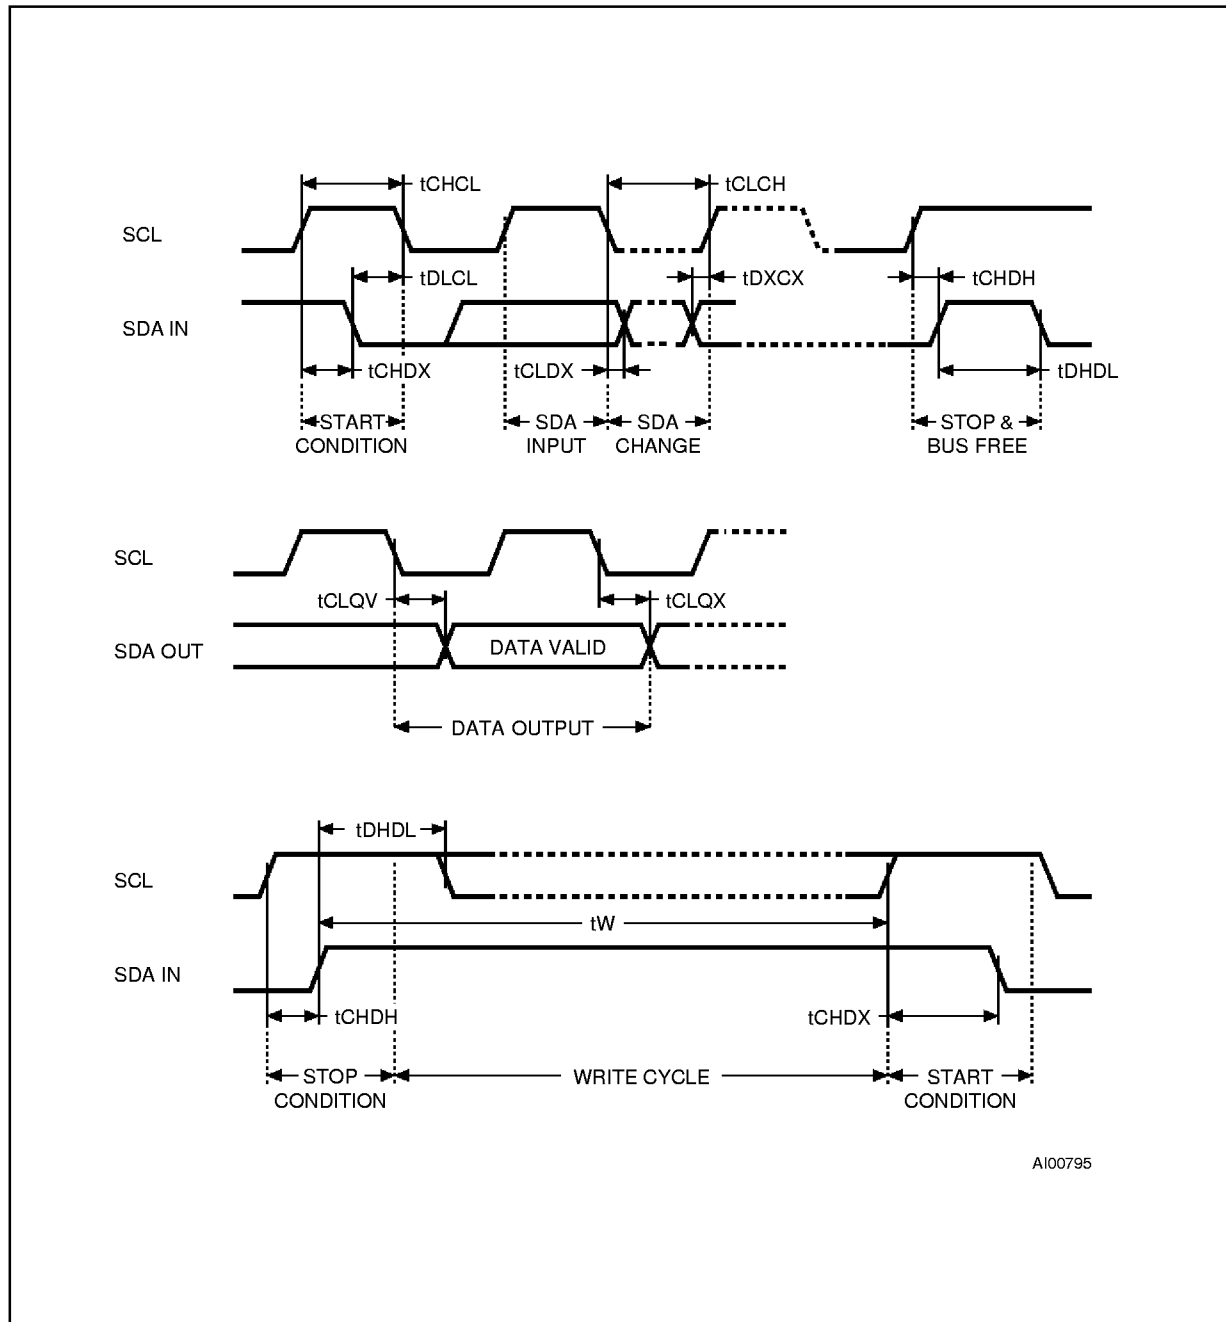 tCHCL
tCLCH
SCL
tDLCL
tDXCX
tCHDH
SDA IN
tCHDX
tCLDX
tDHDL
START
CONDITION
SDA
INPUT
SDA
CHANGE
STOP &
BUS FREE
SCL
tCLQV
tCLQX
SDA OUT
DATA VALID
DATA OUTPUT
tDHDL
SCL
tW
SDA IN
tCHDH
tCHDX
STOP
CONDITION
WRITE CYCLE
START
CONDITION
AI00795